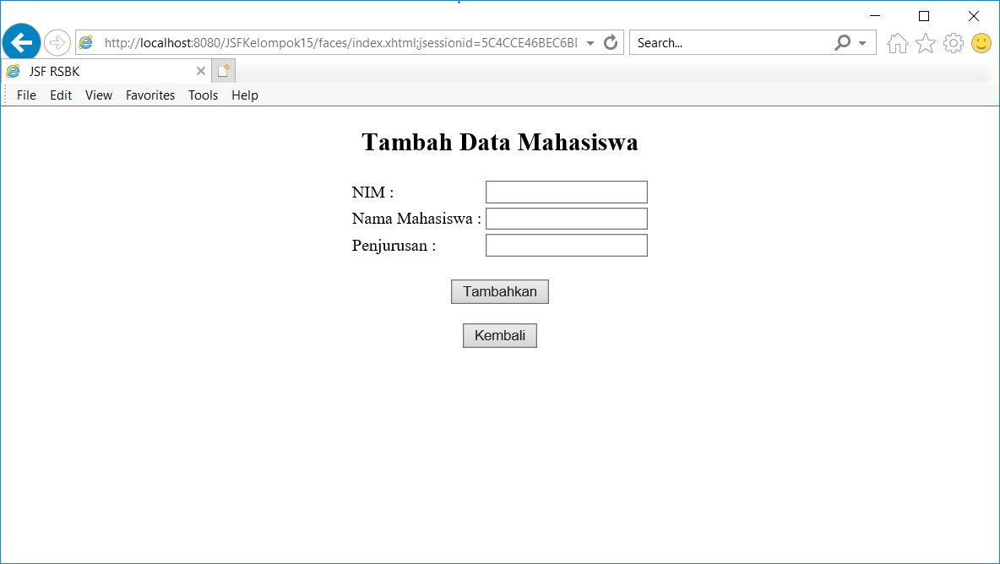 http://localhost:8080/JSFKelompok15/faces/index.xhtml;jsessionid=5C4CCE46BEC6BI
Search...
JSF RSBK
File Edit View Favorites Tools Help
Tambah Data Mahasiswa
NIM :
Nama Mahasiswa :
Penjurusan :
Tambahkan
Kembali